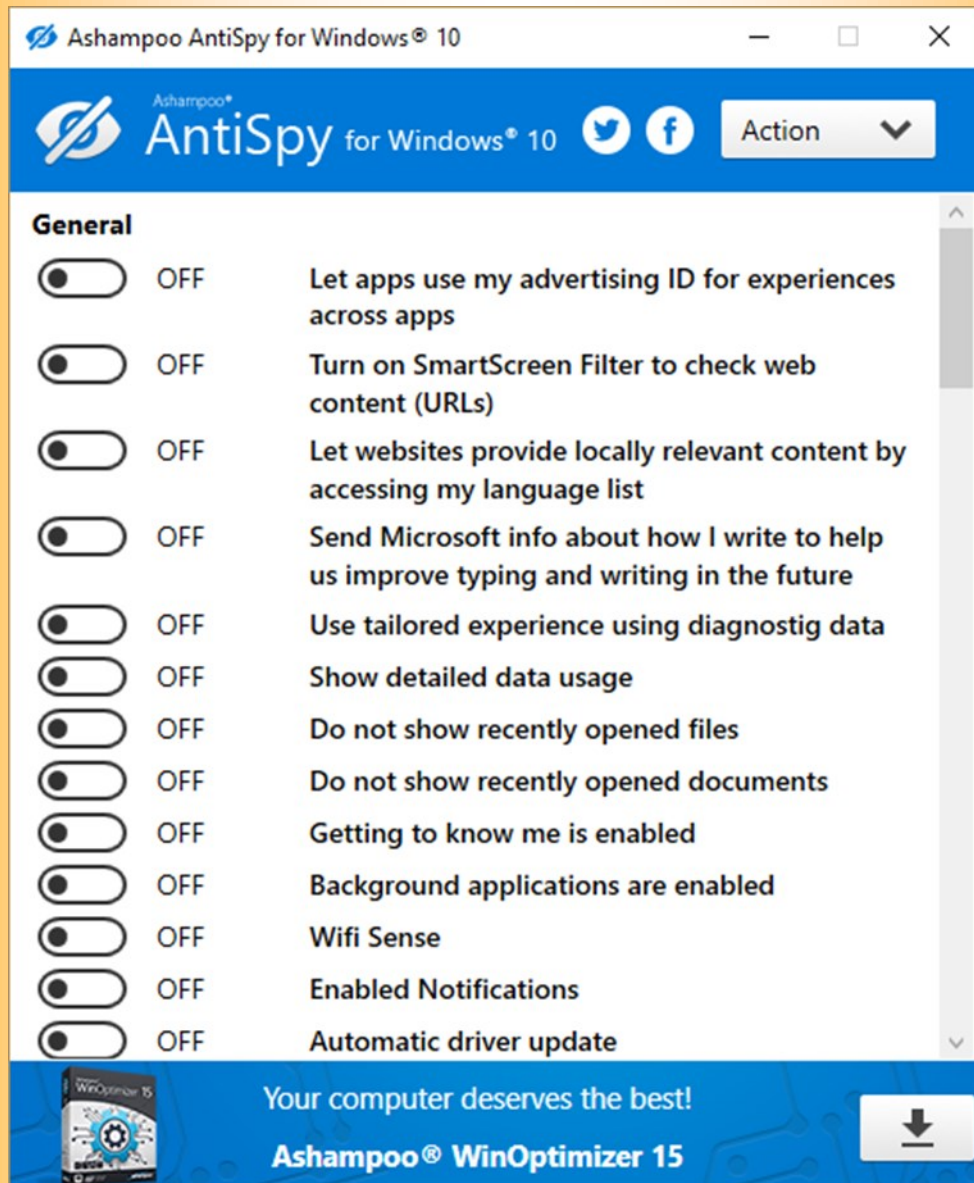 Ashampoo AntiSpy for Windows® 10
Ashampoo®
AntiSpy for Windows® 10
Action
General
OFF Let apps use my advertising ID for experiences
across apps
OFF Turn on SmartScreen Filter to check web
content (URLs)
OFF Let websites provide locally relevant content by
accessing my language list
OFF Send Microsoft info about how I write to help
us improve typing and writing in the future
OFF Use tailored experience using diagnostig data
OFF Show detailed data usage
OFF Do not show recently opened files
OFF Do not show recently opened documents
OFF Getting to know me is enabled
OFF Background applications are enabled
OFF Wifi Sense
OFF Enabled Notifications
OFF Automatic driver update
WinOptimizer 15
Your computer deserves the best!
Ashampoo® WinOptimizer 15